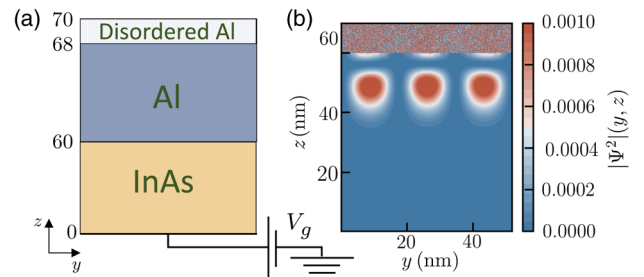 (a)
70
Disordered Al
68
Al
60
InAs
0
z
y
V_g
(b)
60
40
20
z (nm)
20 40
y (nm)
0.0010
0.0008
0.0006
0.0004
0.0002
0.0000
|Ψ²|(y, z)